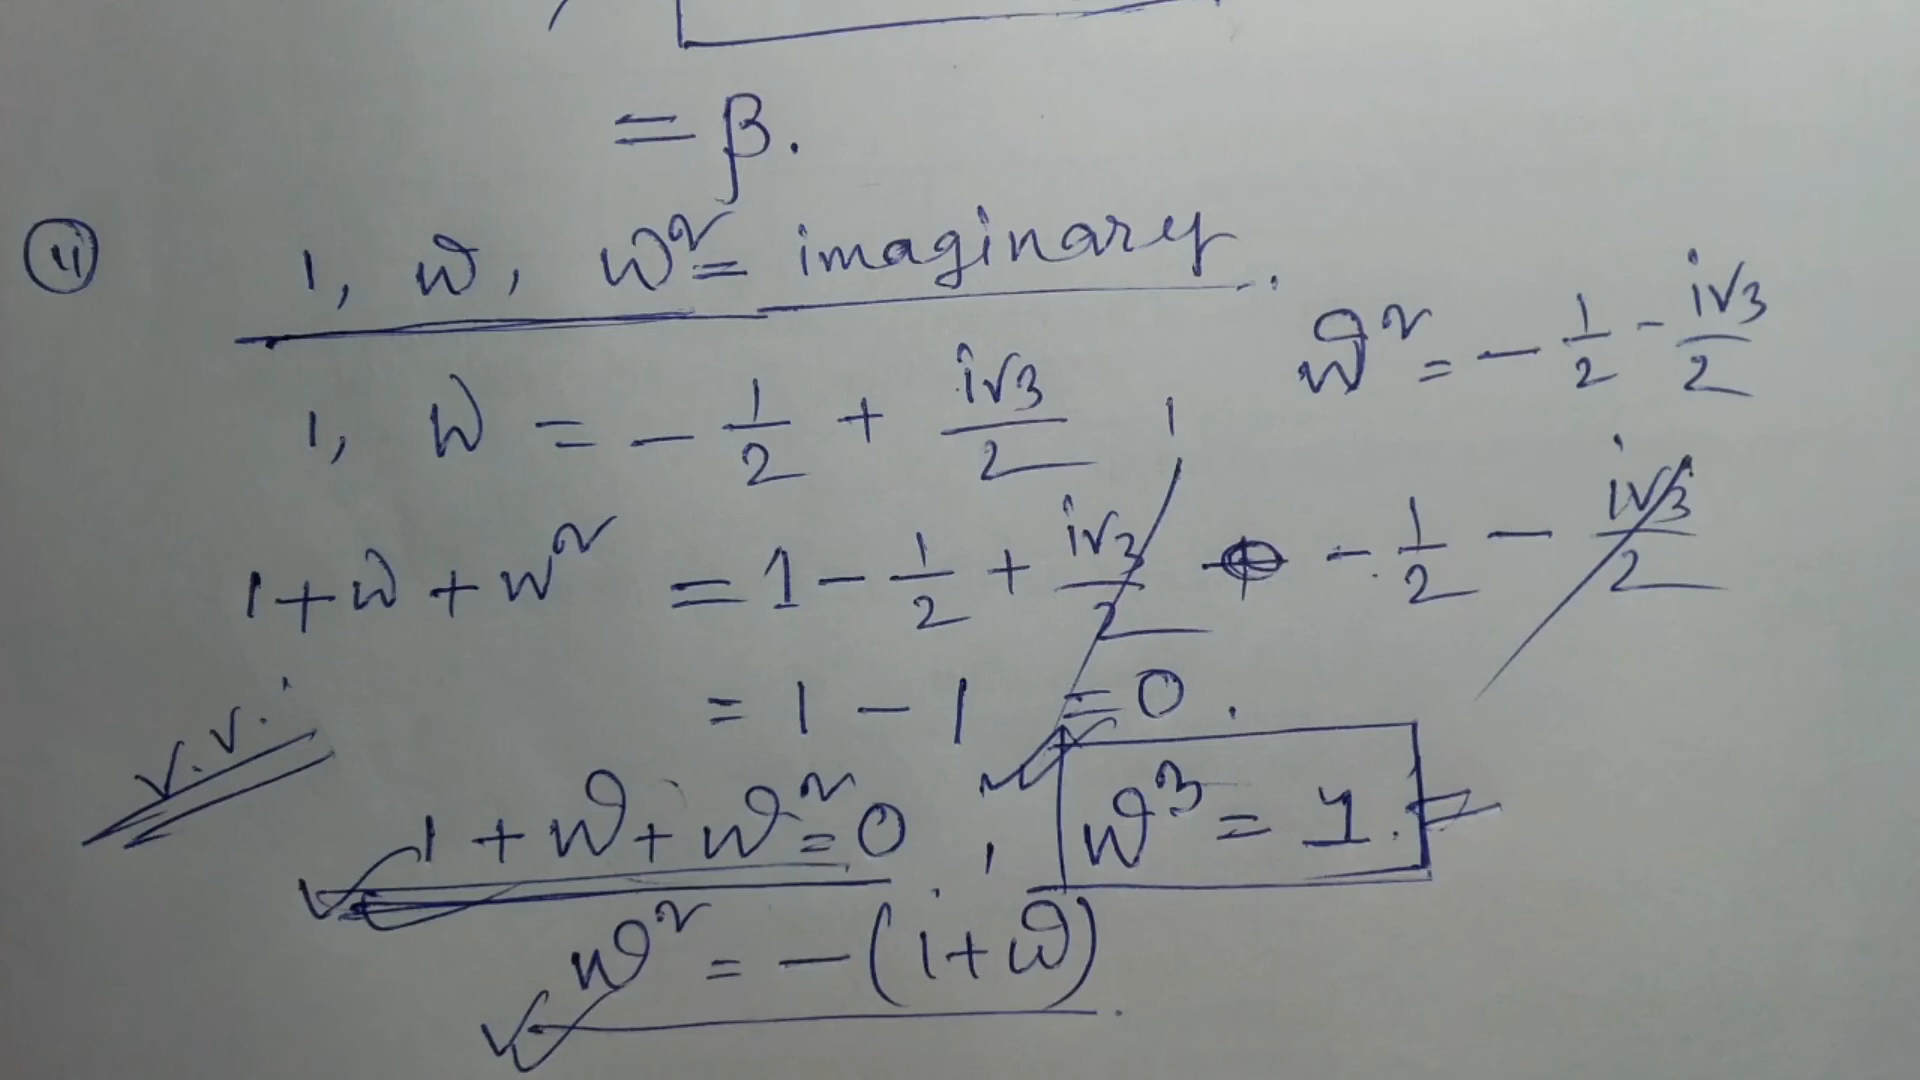 = β.
⑪ 1, ω, ω² = imaginary.
1, ω = - 1/2 + i√3/2 , ω² = - 1/2 - i√3/2
1 + ω + ω² = 1 - 1/2 + i√3/2 - 1/2 - i√3/2
= 1 - 1 = 0.
v.v.
1 + ω + ω² = 0 , ω³ = 1.
ω² = -(1+ω).